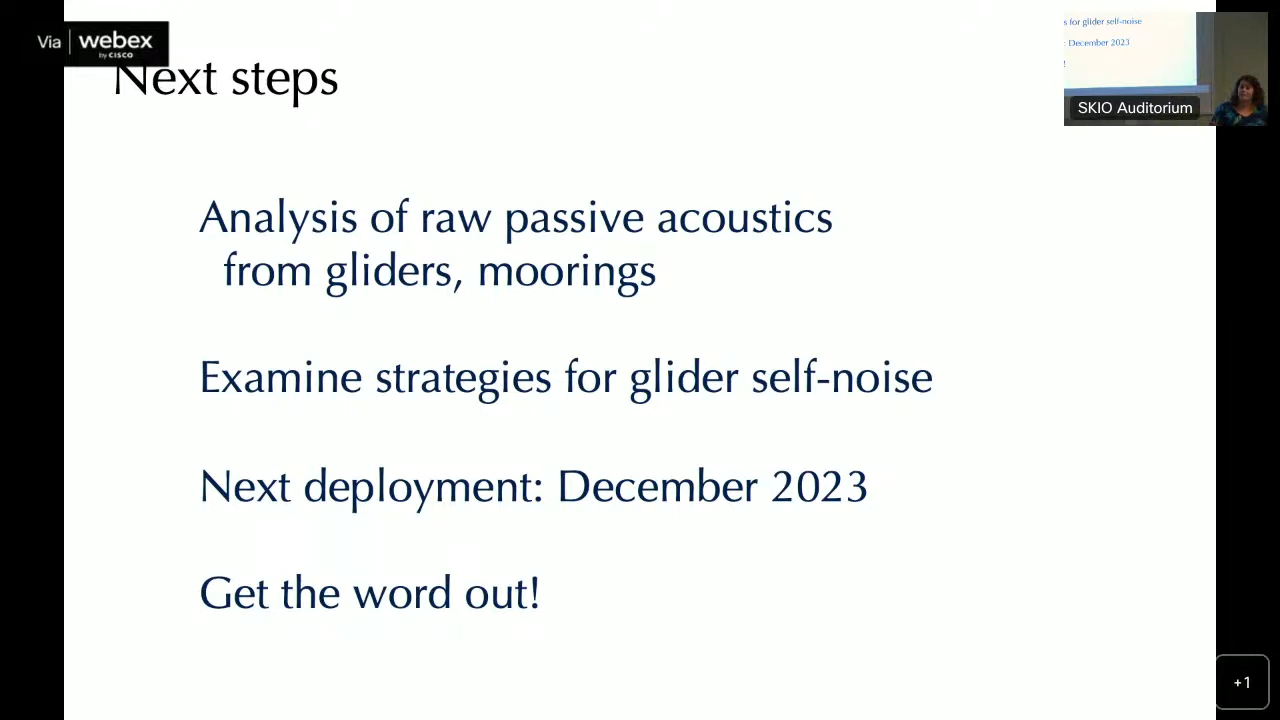 Via webex
by CISCO
Next steps
s for glider self-noise
: December 2023
!
SKIO Auditorium
Analysis of raw passive acoustics
from gliders, moorings
Examine strategies for glider self-noise
Next deployment: December 2023
Get the word out!
+1